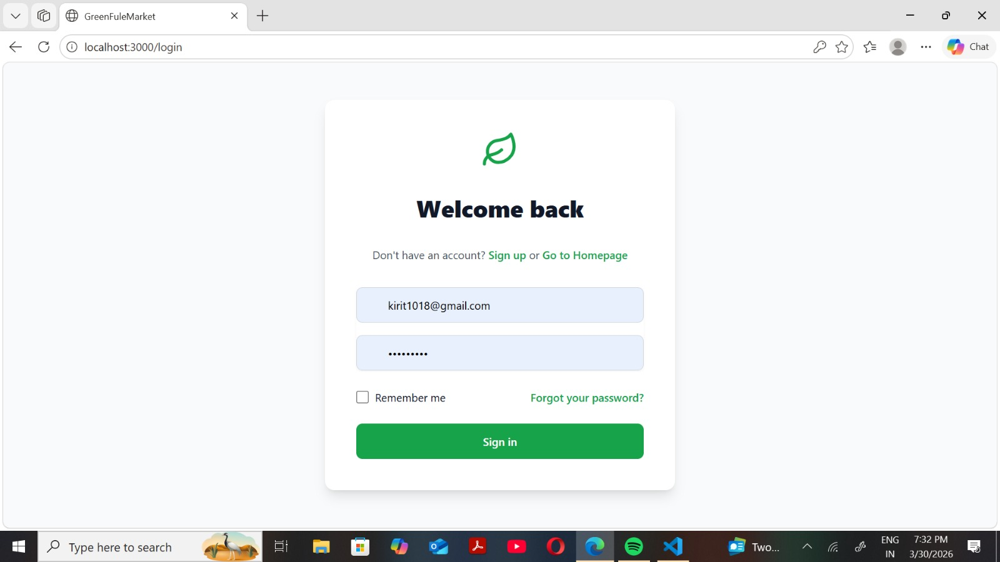 GreenFuleMarket
localhost:3000/login
Chat
Welcome back
Don't have an account? Sign up or Go to Homepage
kirit1018@gmail.com
•••••••••
Remember me
Forgot your password?
Sign in
Type here to search
Two...
ENG
IN
7:32 PM
3/30/2026